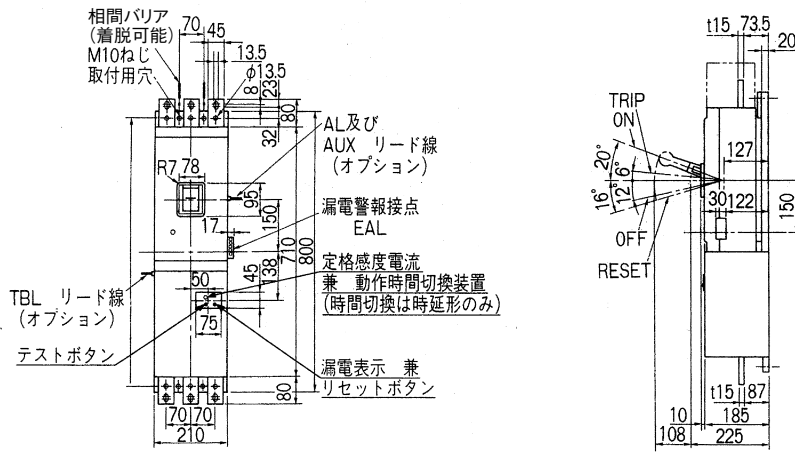 相間バリア
(着脱可能)
M10ねじ
取付用穴
70
45
13.5
φ13.5
8
23
80
32
AL及び
AUX リード線
(オプション)
R7
78
95
150
17
漏電警報接点
EAL
710
800
定格感度電流
兼 動作時間切換装置
(時間切換は時延形のみ)
50
45
138
75
TBL リード線
(オプション)
テストボタン
漏電表示 兼
リセットボタン
80
70
70
210
t15
73.5
20
TRIP
ON
20°
6°
16°
12°
127
30
122
150
OFF
RESET
t15
87
10
185
108
225